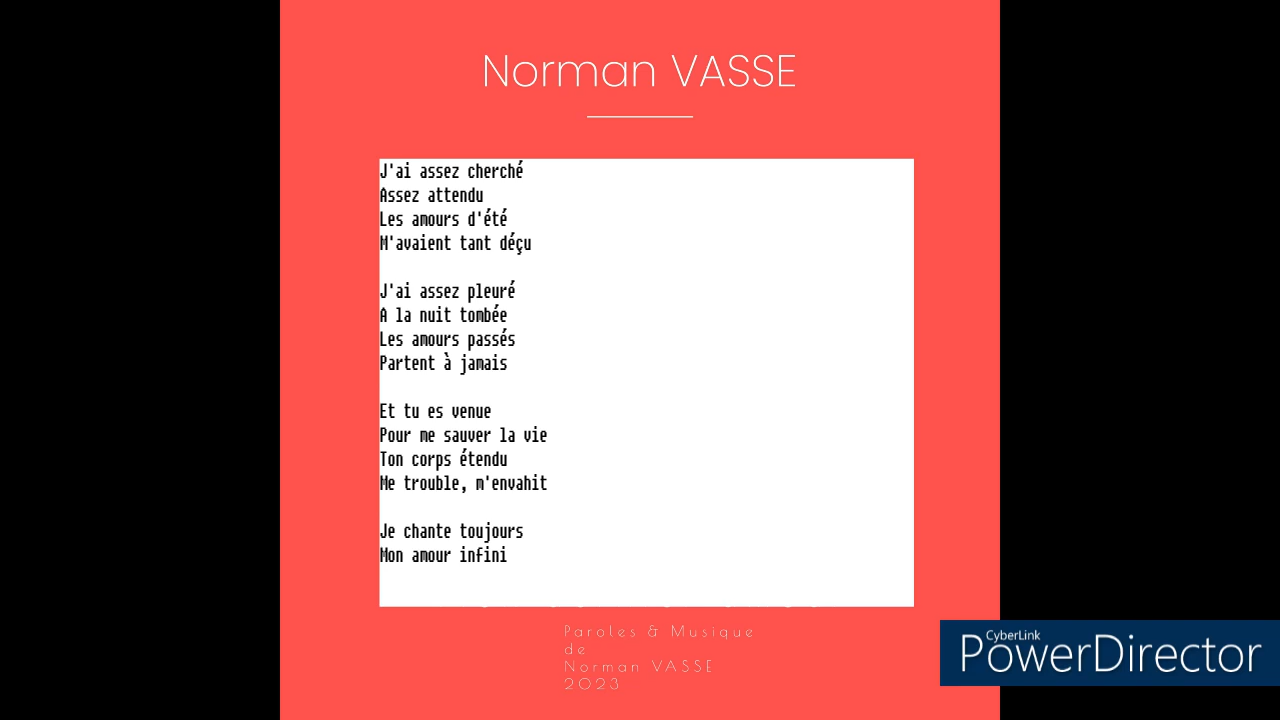 Norman VASSE
J'ai assez cherché
Assez attendu
Les amours d'été
M'avaient tant déçu
J'ai assez pleuré
A la nuit tombée
Les amours passés
Partent à jamais
Et tu es venue
Pour me sauver la vie
Ton corps étendu
Me trouble, m'envahit
Je chante toujours
Mon amour infini
Paroles & Musique
de
Norman VASSE
2023
CyberLink
PowerDirector